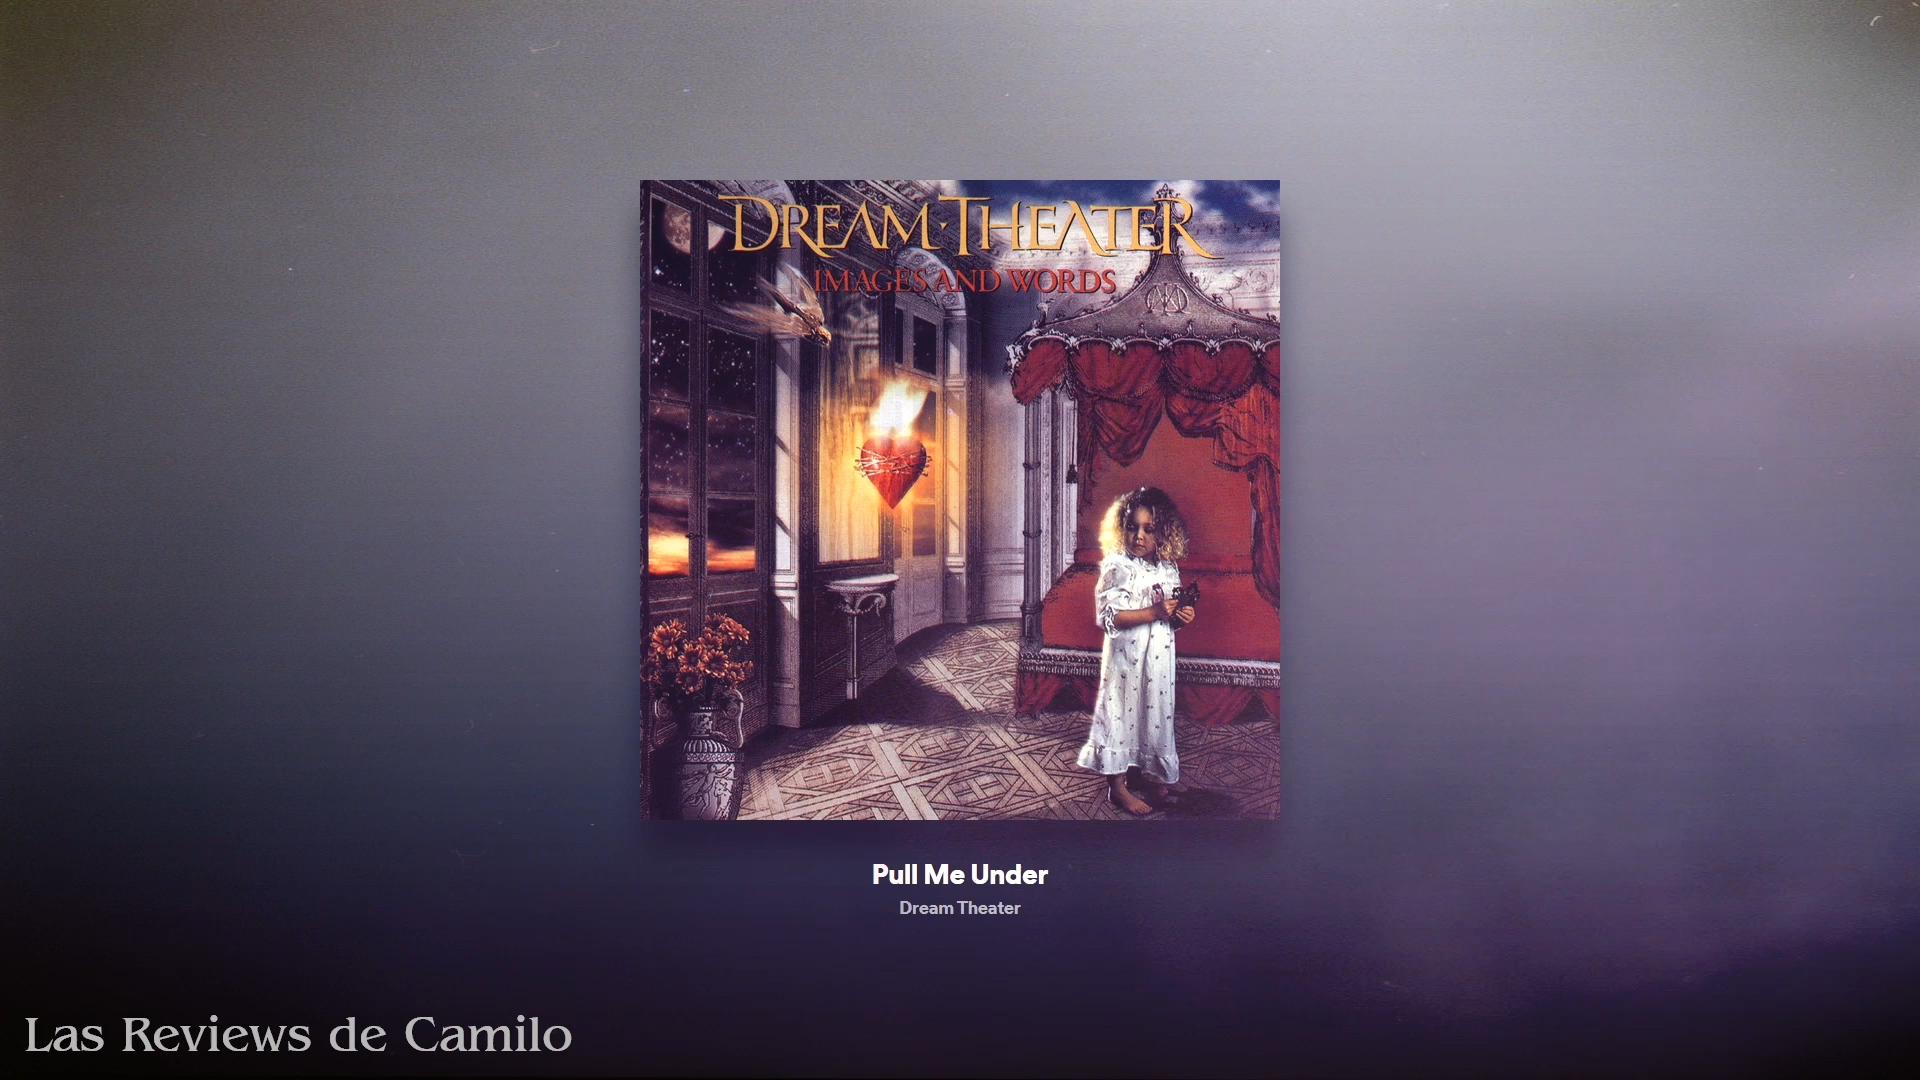 DREAM·THEATER
IMAGES AND WORDS
Pull Me Under
Dream Theater
Las Reviews de Camilo